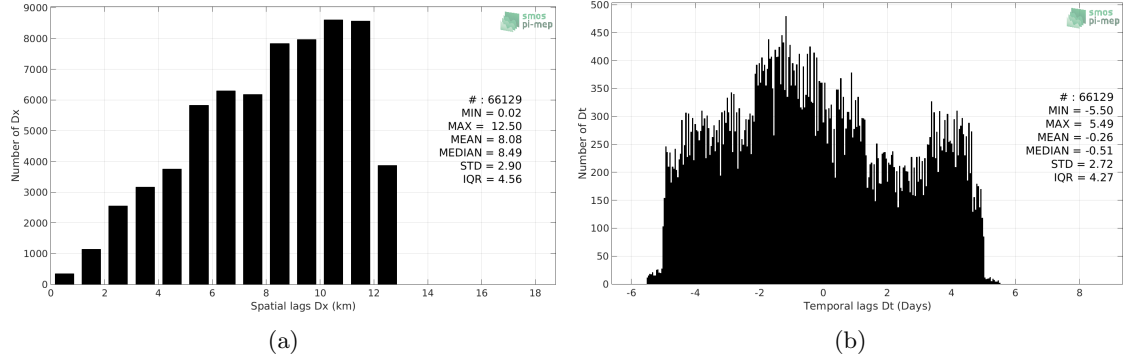 9000
8000
7000
6000
5000
4000
3000
2000
1000
0
Number of Dx
0 2 4 6 8 10 12 14 16 18
Spatial lags Dx (km)
smos
pi-mep
# : 66129
MIN = 0.02
MAX = 12.50
MEAN = 8.08
MEDIAN = 8.49
STD = 2.90
IQR = 4.56
(a)
500
450
400
350
300
250
200
150
100
50
0
Number of Dt
-6 -4 -2 0 2 4 6 8
Temporal lags Dt (Days)
smos
pi-mep
# : 66129
MIN = -5.50
MAX = 5.49
MEAN = -0.26
MEDIAN = -0.51
STD = 2.72
IQR = 4.27
(b)